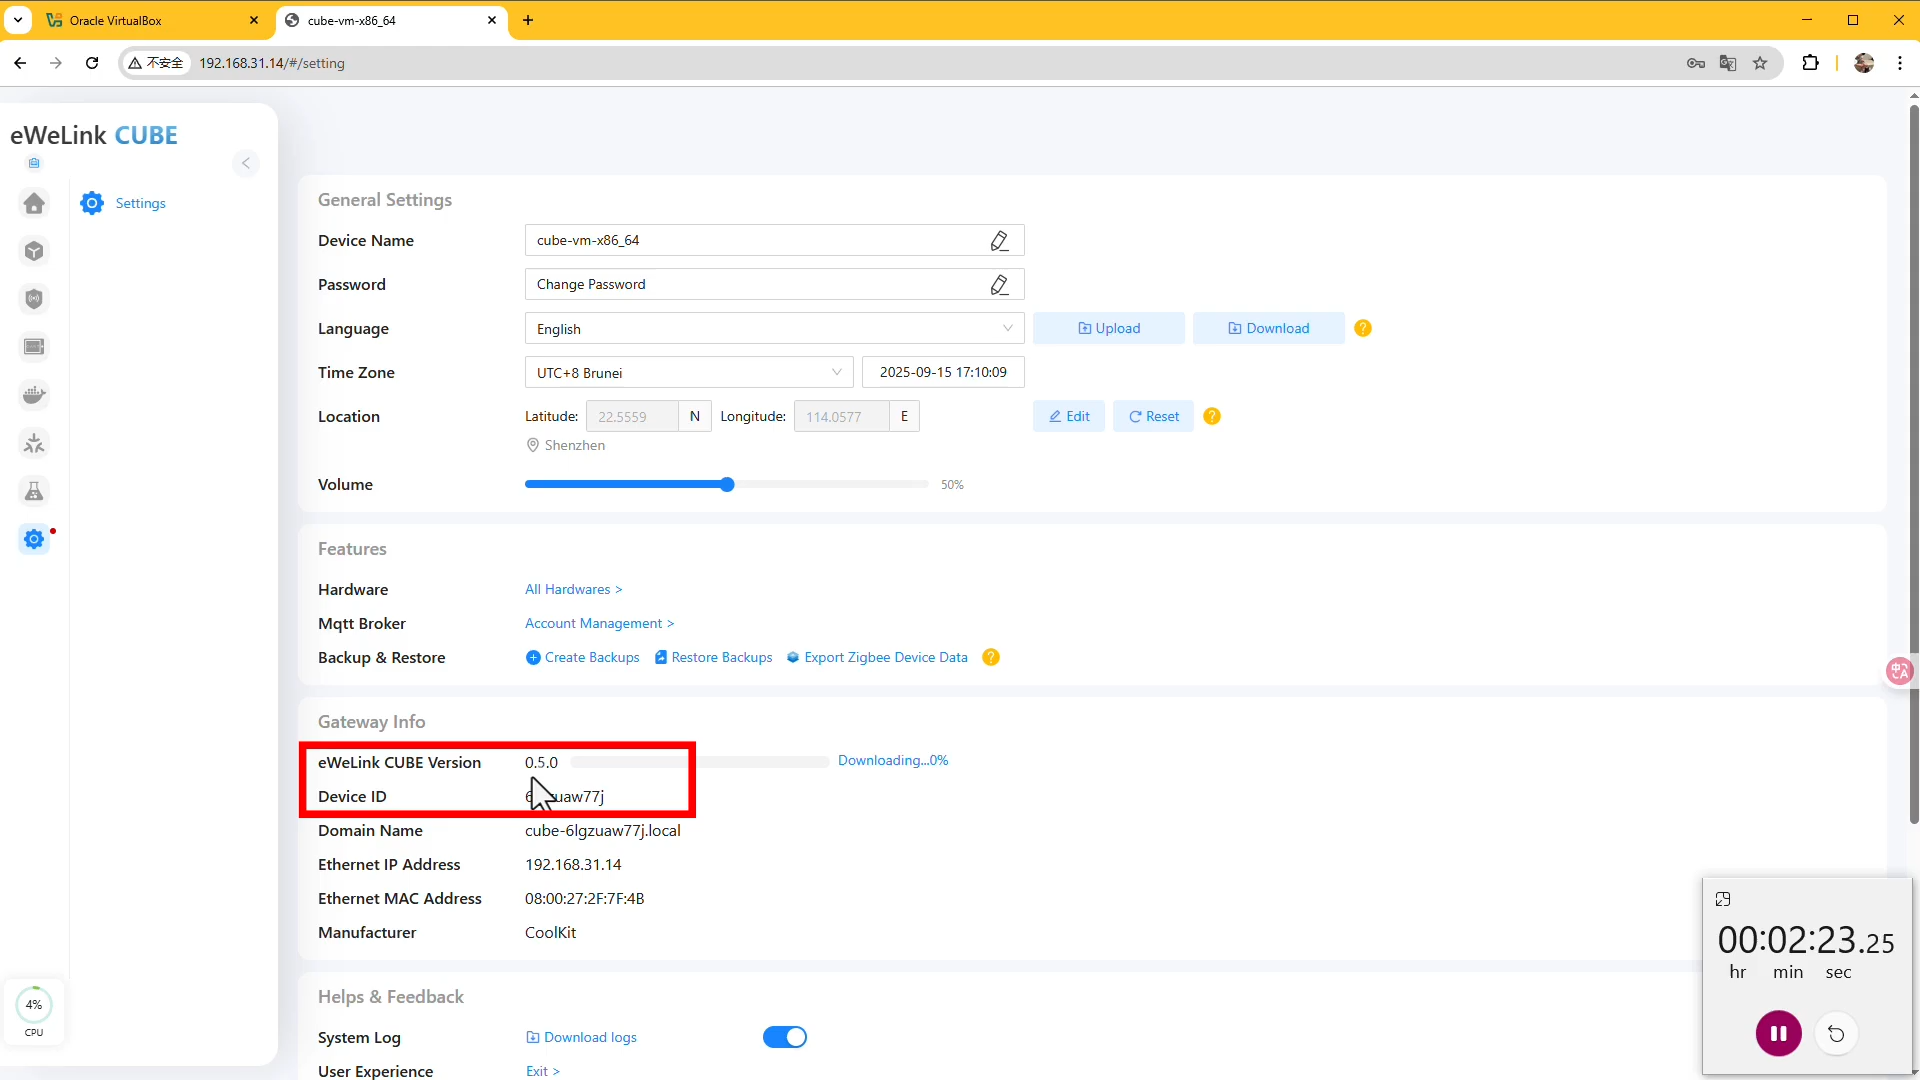 Oracle VirtualBox
cube-vm-x86_64
不安全
192.168.31.14/#/setting
eWeLink CUBE
Settings
General Settings
Device Name
cube-vm-x86_64
Password
Change Password
Language
English
Upload
Download
?
Time Zone
UTC+8 Brunei
2025-09-15 17:10:09
Location
Latitude:
22.5559
N
Longitude:
114.0577
E
Edit
Reset
?
Shenzhen
Volume
50%
Features
Hardware
All Hardwares >
Mqtt Broker
Account Management >
Backup & Restore
Create Backups
Restore Backups
Export Zigbee Device Data
?
中A
Gateway Info
eWeLink CUBE Version
0.5.0
Downloading...0%
Device ID
Domain Name
cube-6lgzuaw77j.local
Ethernet IP Address
192.168.31.14
Ethernet MAC Address
08:00:27:2F:7F:4B
Manufacturer
CoolKit
00:02:23.25
hr min sec
4%
CPU
Helps & Feedback
System Log
Download logs
User Experience
Exit >